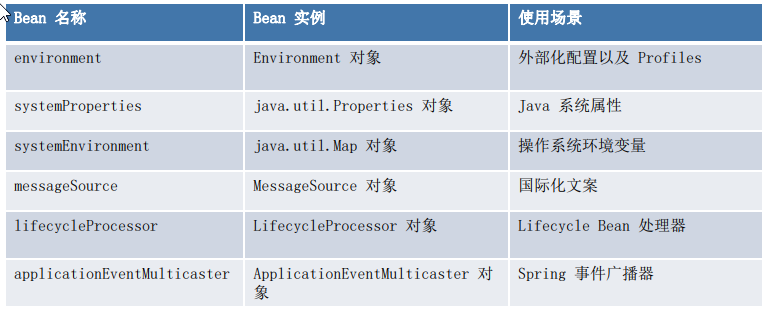 Bean 名称 Bean 实例 使用场景
environment Environment 对象 外部化配置以及 Profiles
systemProperties java.util.Properties 对象 Java 系统属性
systemEnvironment java.util.Map 对象 操作系统环境变量
messageSource MessageSource 对象 国际化文案
lifecycleProcessor LifecycleProcessor 对象 Lifecycle Bean 处理器
applicationEventMulticaster ApplicationEventMulticaster 对 Spring 事件广播器
象